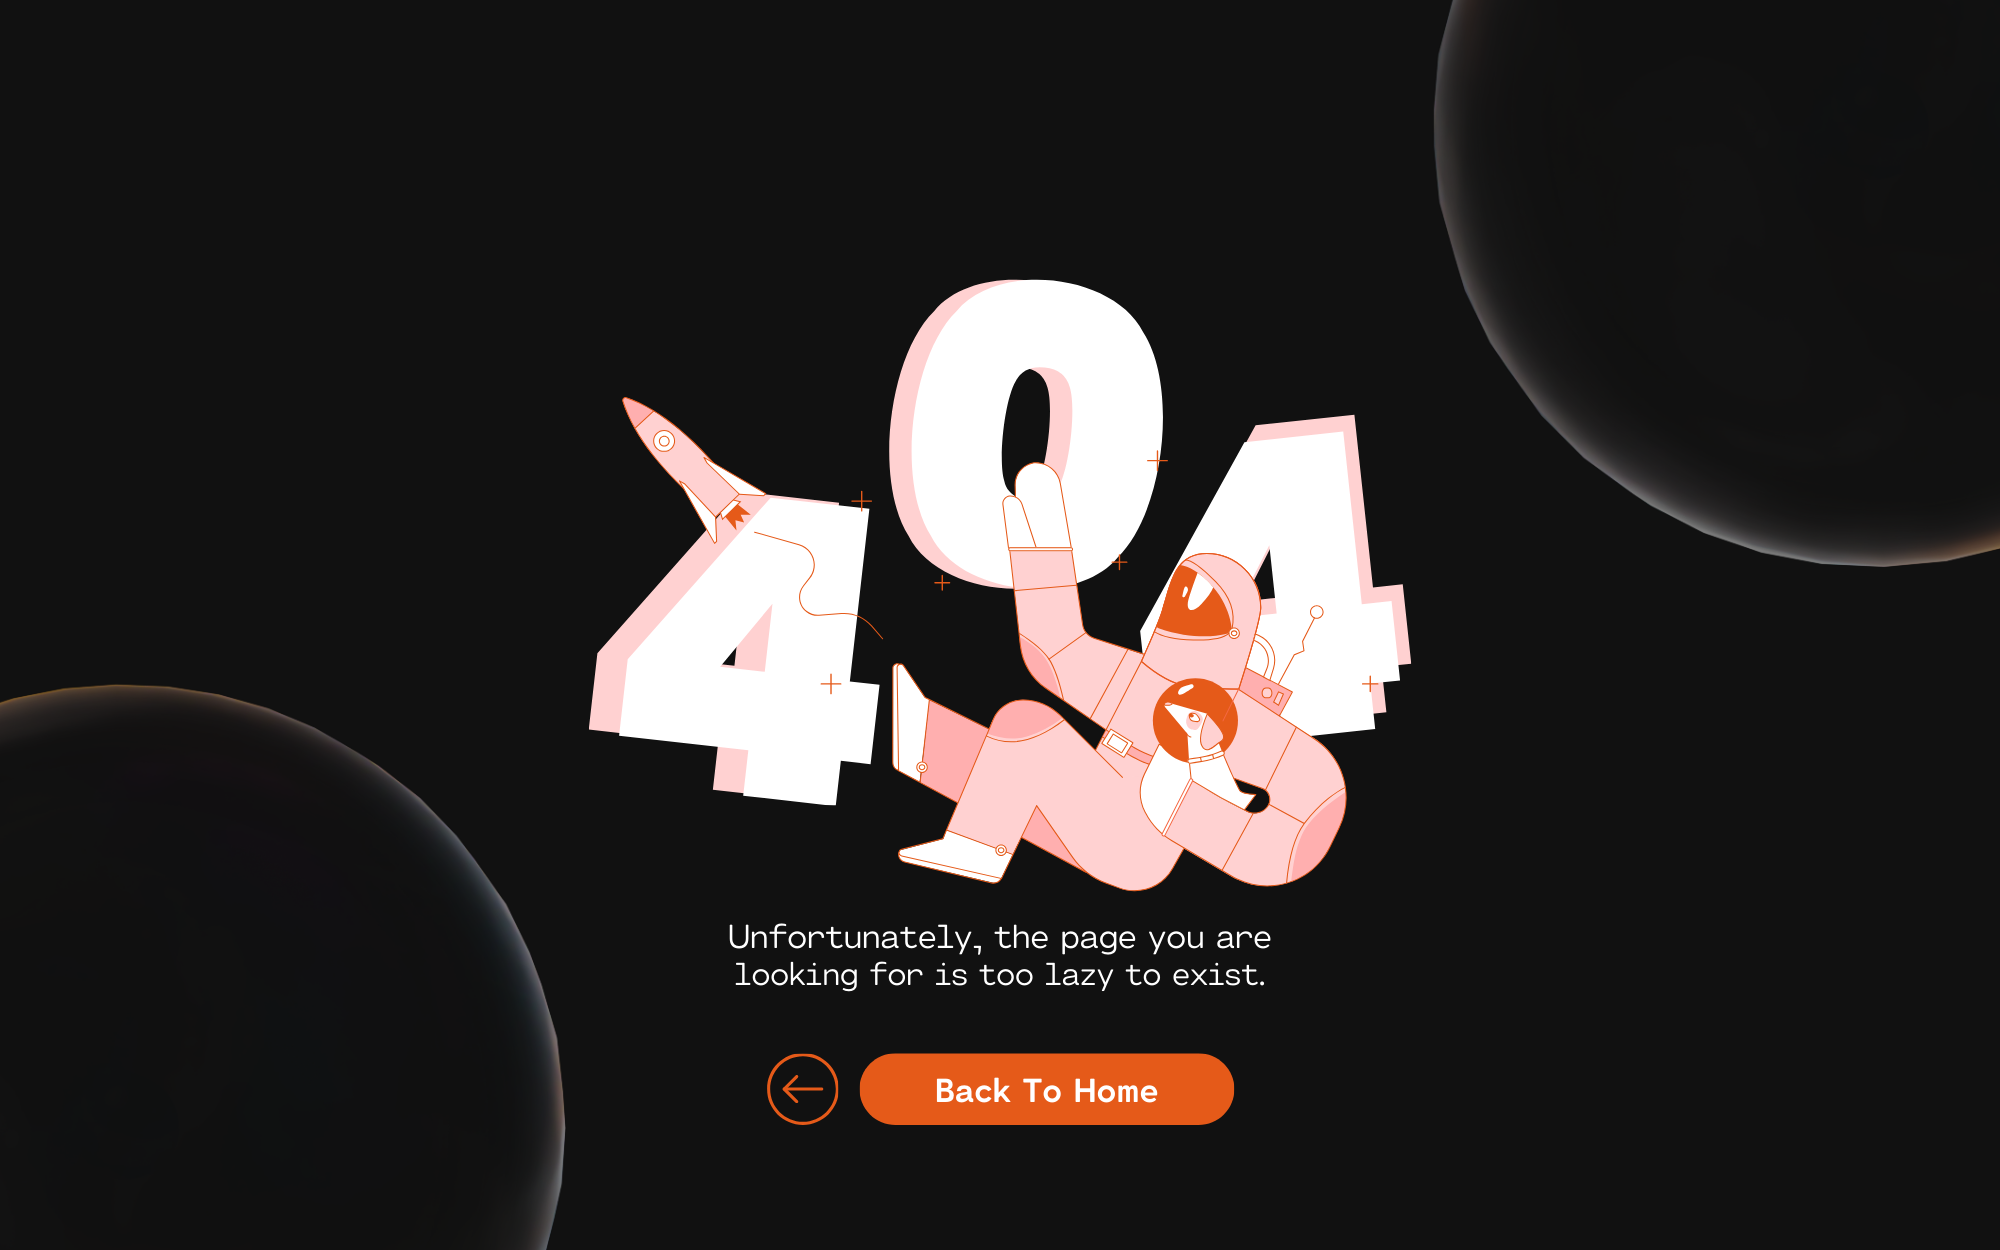 404
Unfortunately, the page you are
looking for is too lazy to exist.
Back To Home